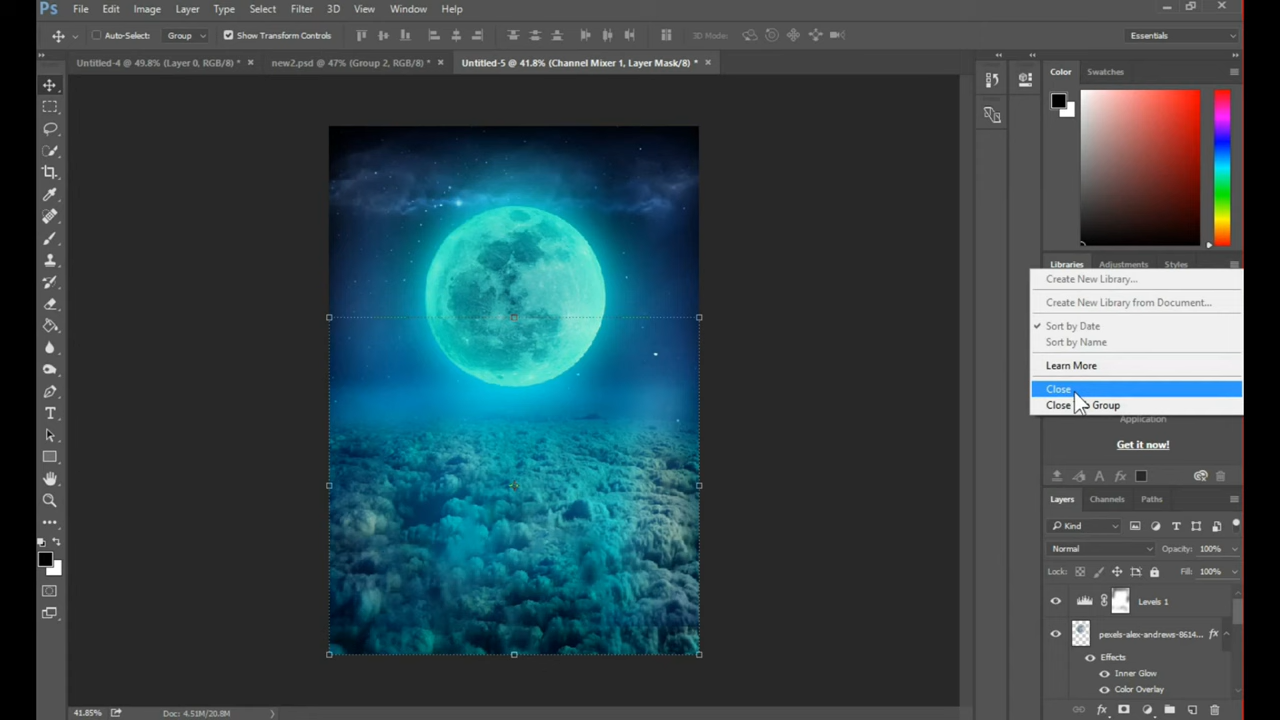 Ps File Edit Image Layer Type Select Filter 3D View Window Help
Auto-Select: Group Show Transform Controls 3D Mode: Essentials
Untitled-4 @ 49.8% (Layer 0, RGB/8) * × new2.psd @ 47% (Group 2, RGB/8) * × Untitled-5 @ 41.8% (Channel Mixer 1, Layer Mask/8) * ×
Color Swatches
Libraries Adjustments Styles
Create New Library...
Create New Library from Document...
Sort by Date
Sort by Name
Learn More
Close
Close Group
Application
Get it now!
Layers Channels Paths
Kind
Normal Opacity: 100%
Lock: Fill: 100%
Levels 1
pexels-alex-andrews-8614... fx
Effects
Inner Glow
Color Overlay
41.85% Doc: 4.51M/20.8M